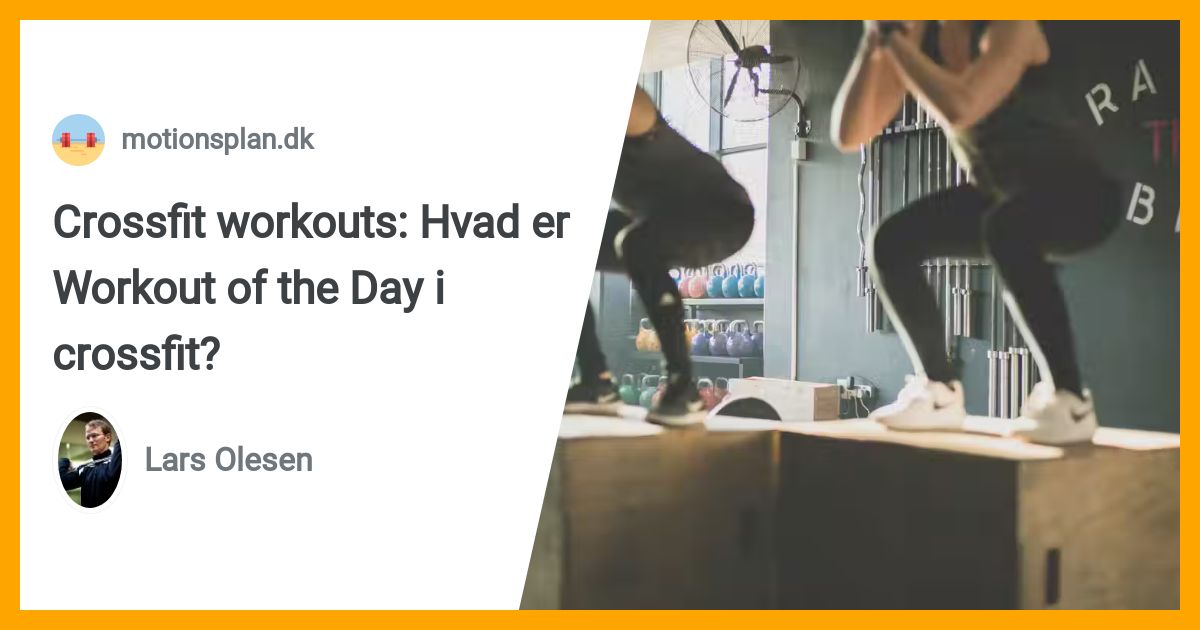 motionsplan.dk
Crossfit workouts: Hvad er
Workout of the Day i
crossfit?
Lars Olesen
R A
B